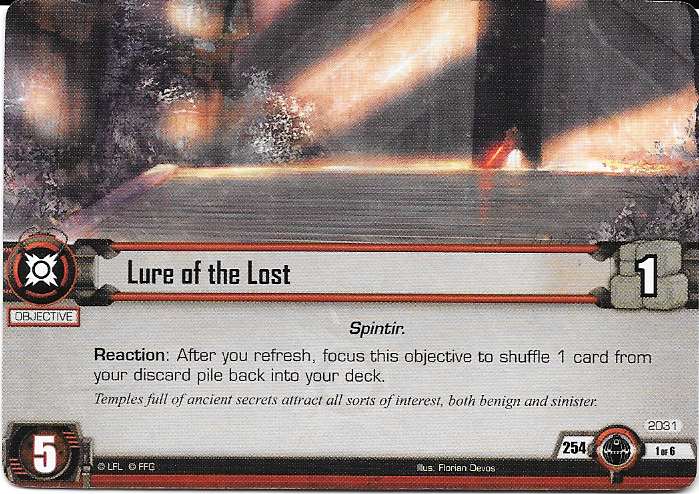 Lure of the Lost
1
OBJECTIVE
Spintir.
Reaction: After you refresh, focus this objective to shuffle 1 card from
your discard pile back into your deck.
Temples full of ancient secrets attract all sorts of interest, both benign and sinister.
2031
5
254
1 OF 6
© LFL © FFG
Illus. Florian Devos